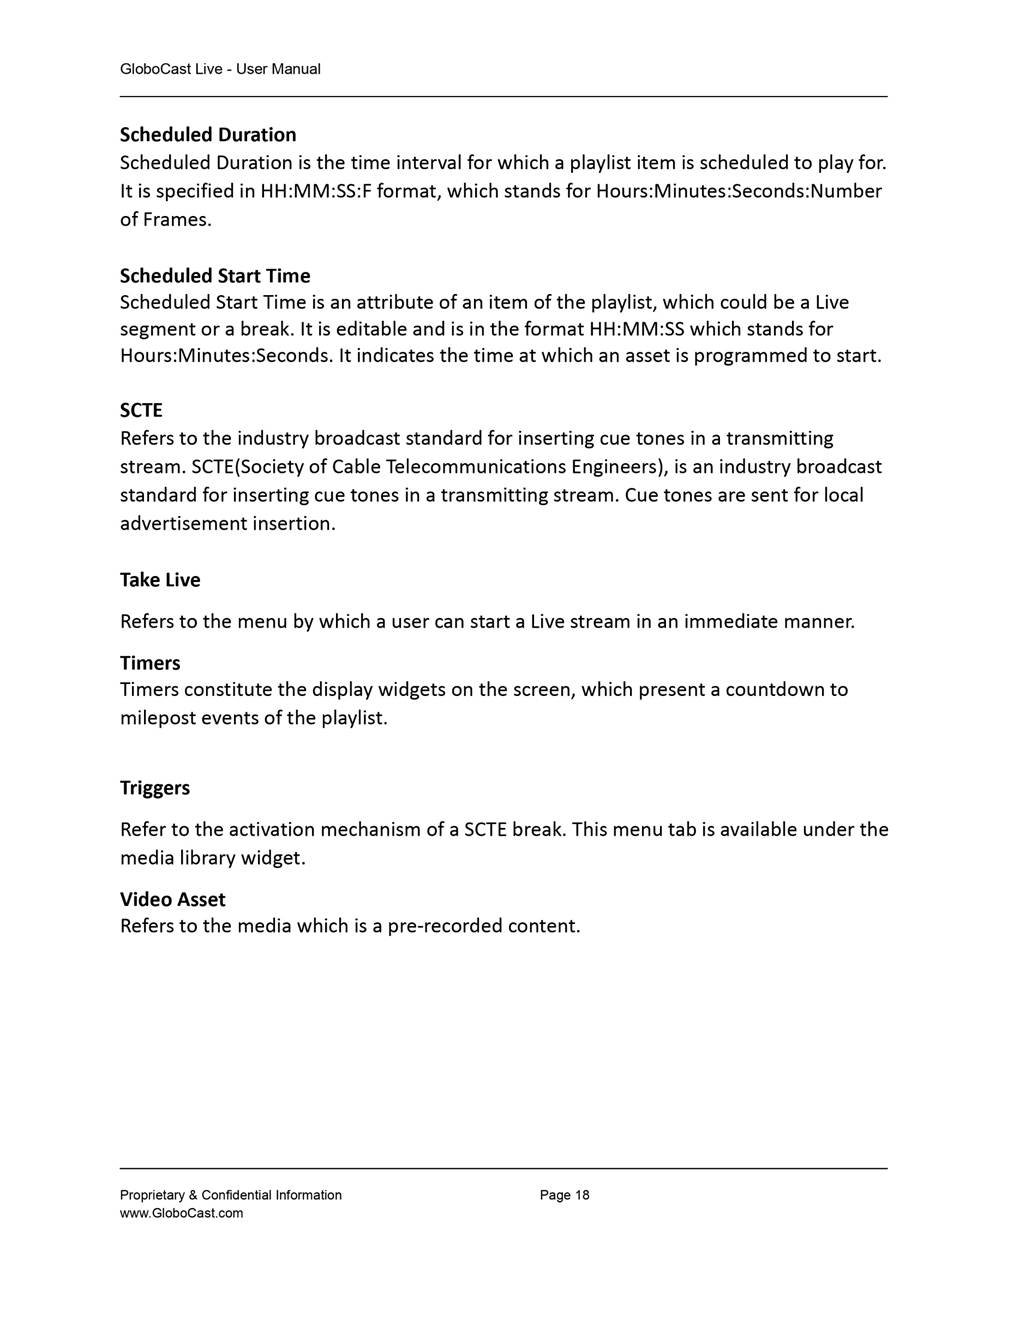 GloboCast Live - User Manual
Scheduled Duration
Scheduled Duration is the time interval for which a playlist item is scheduled to play for.
It is specified in HH:MM:SS:F format, which stands for Hours:Minutes:Seconds:Number
of Frames.
Scheduled Start Time
Scheduled Start Time is an attribute of an item of the playlist, which could be a Live
segment or a break. It is editable and is in the format HH:MM:SS which stands for
Hours:Minutes:Seconds. It indicates the time at which an asset is programmed to start.
SCTE
Refers to the industry broadcast standard for inserting cue tones in a transmitting
stream. SCTE(Society of Cable Telecommunications Engineers), is an industry broadcast
standard for inserting cue tones in a transmitting stream. Cue tones are sent for local
advertisement insertion.
Take Live
Refers to the menu by which a user can start a Live stream in an immediate manner.
Timers
Timers constitute the display widgets on the screen, which present a countdown to
milepost events of the playlist.
Triggers
Refer to the activation mechanism of a SCTE break. This menu tab is available under the
media library widget.
Video Asset
Refers to the media which is a pre-recorded content.
Proprietary & Confidential Information Page 18
www.GloboCast.com